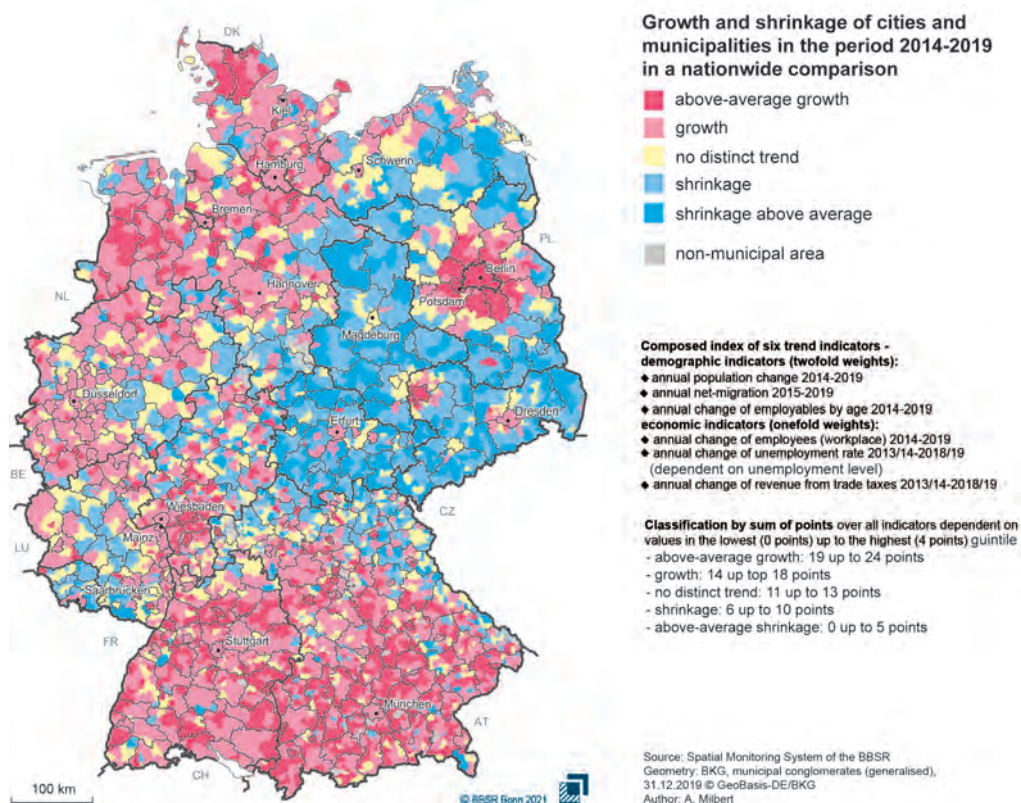 Growth and shrinkage of cities and
municipalities in the period 2014-2019
in a nationwide comparison
above-average growth
growth
no distinct trend
shrinkage
shrinkage above average
non-municipal area
DK
Kiel
Schwerin
Hamburg
Bremen
PL
Berlin
Hannover
Potsdam
NL
Magdeburg
Düsseldorf
Dresden
Erfurt
BE
Wiesbaden
CZ
Mainz
LU
Saarbrücken
FR
Stuttgart
München
AT
CH
100 km
© BBSR Bonn 2021
Composed index of six trend indicators -
demographic indicators (twofold weights):
◆ annual population change 2014-2019
◆ annual net-migration 2015-2019
◆ annual change of employables by age 2014-2019
economic indicators (onefold weights):
◆ annual change of employees (workplace) 2014-2019
◆ annual change of unemployment rate 2013/14-2018/19
(dependent on unemployment level)
◆ annual change of revenue from trade taxes 2013/14-2018/19
Classification by sum of points over all indicators dependent on
values in the lowest (0 points) up to the highest (4 points) guintile
- above-average growth: 19 up to 24 points
- growth: 14 up top 18 points
- no distinct trend: 11 up to 13 points
- shrinkage: 6 up to 10 points
- above-average shrinkage: 0 up to 5 points
Source: Spatial Monitoring System of the BBSR
Geometry: BKG, municipal conglomerates (generalised),
31.12.2019 © GeoBasis-DE/BKG
Author: A. Milbert